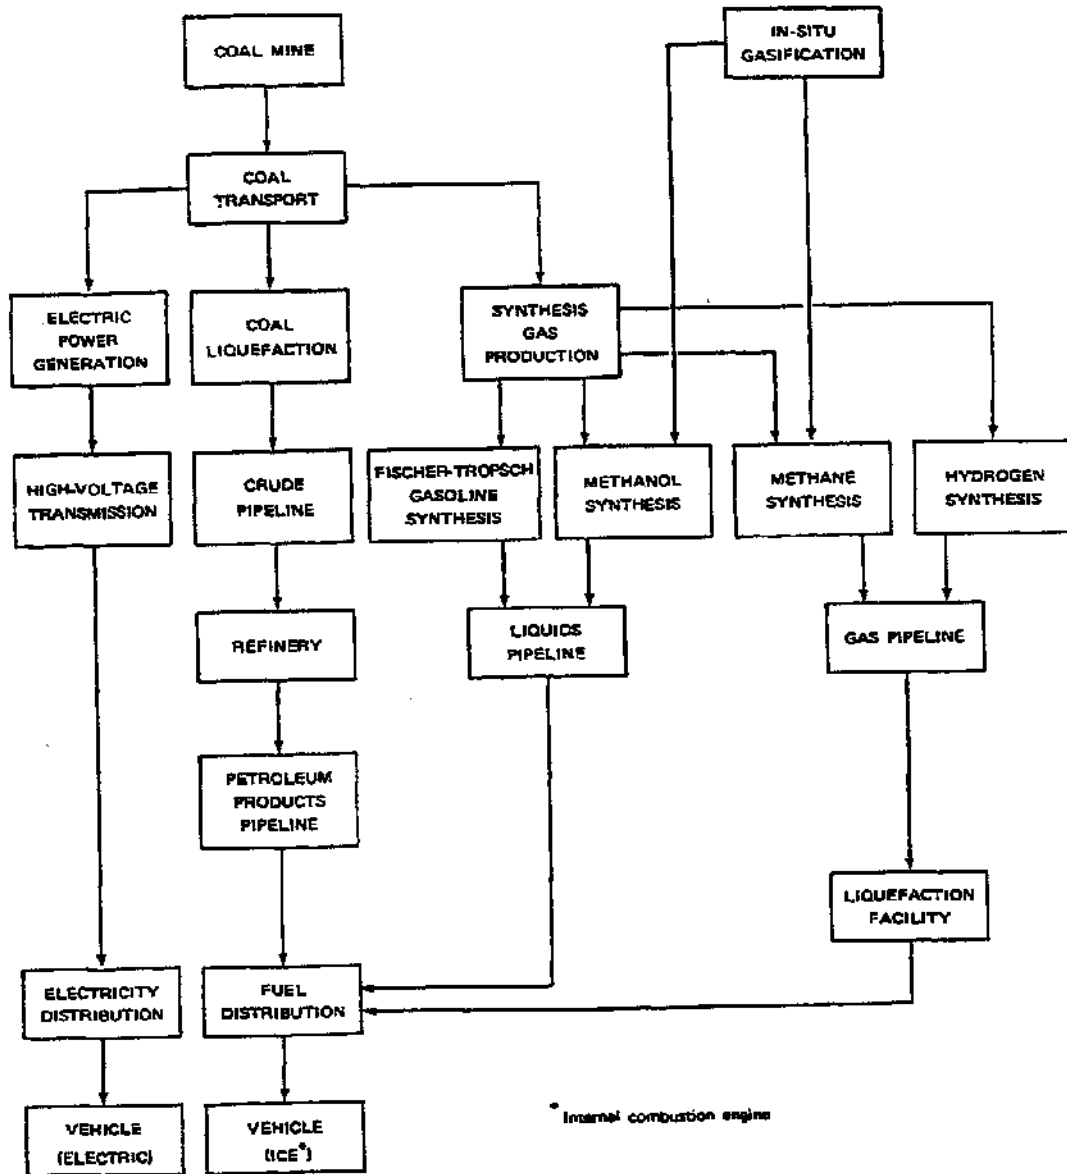 COAL MINE
IN-SITU
GASIFICATION
COAL
TRANSPORT
ELECTRIC
POWER
GENERATION
COAL
LIQUEFACTION
SYNTHESIS
GAS
PRODUCTION
HIGH-VOLTAGE
TRANSMISSION
CRUDE
PIPELINE
FISCHER-TROPSCH
GASOLINE
SYNTHESIS
METHANOL
SYNTHESIS
METHANE
SYNTHESIS
HYDROGEN
SYNTHESIS
REFINERY
LIQUIDS
PIPELINE
GAS PIPELINE
PETROLEUM
PRODUCTS
PIPELINE
LIQUEFACTION
FACILITY
ELECTRICITY
DISTRIBUTION
FUEL
DISTRIBUTION
VEHICLE
(ELECTRIC)
VEHICLE
(ICE*)
* Internal combustion engine